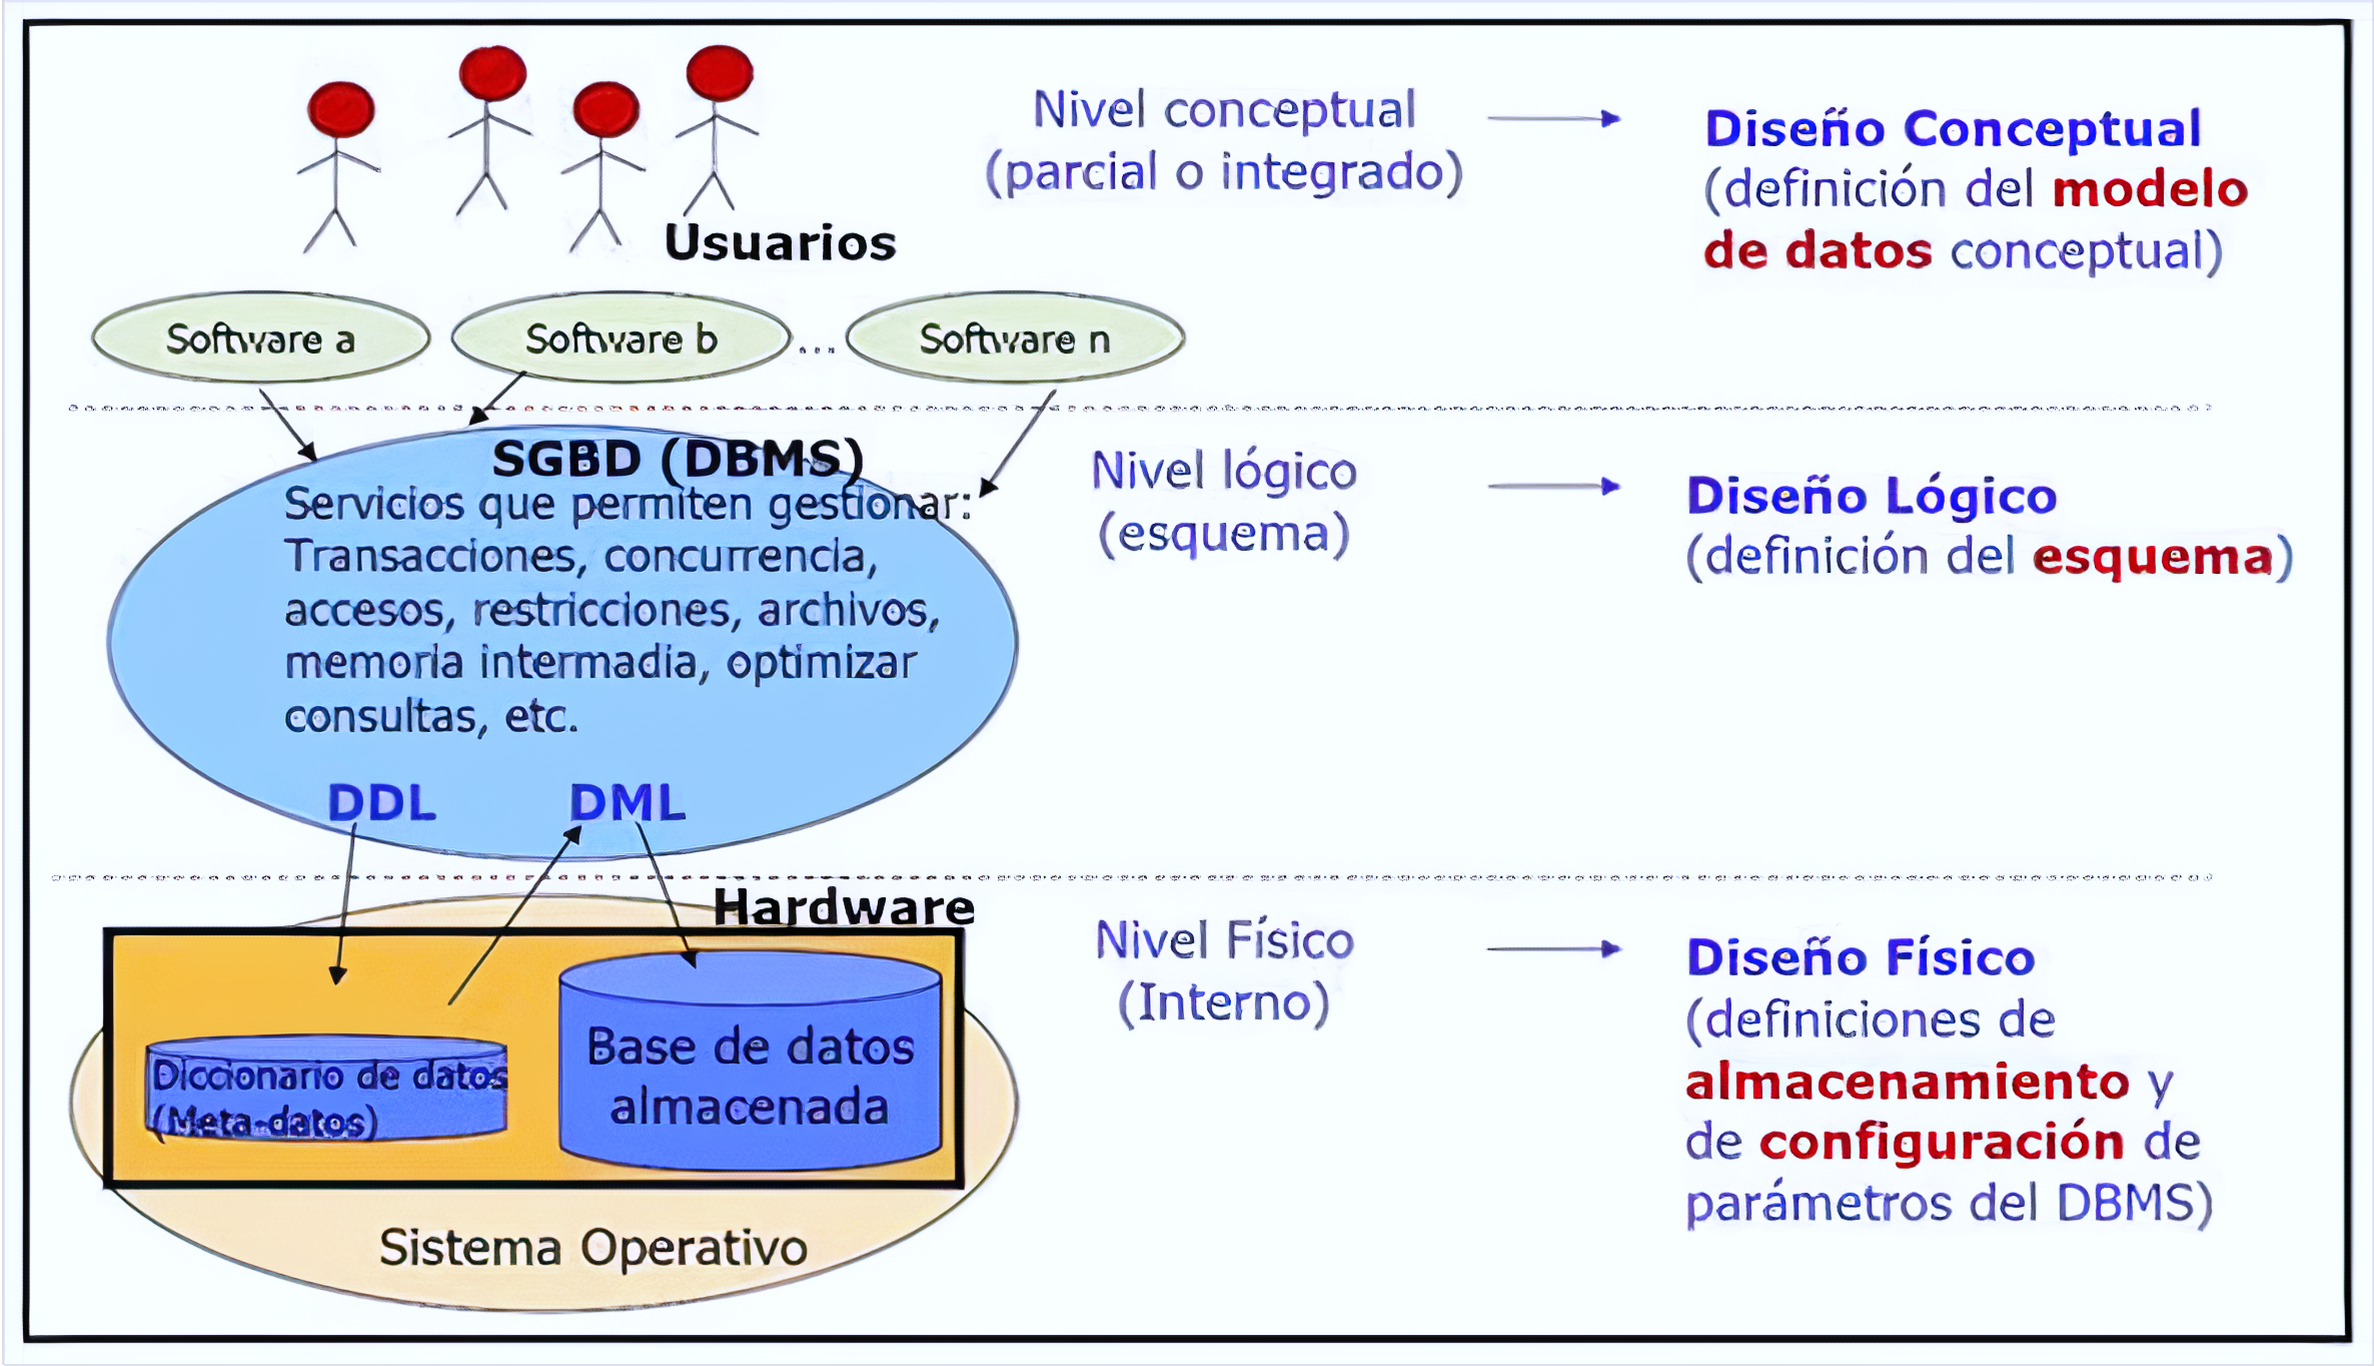 Nivel conceptual
(parcial o integrado)
Diseño Conceptual
(definición del modelo
de datos conceptual)
Usuarios
Software a
Software b
...
Software n
SGBD (DBMS)
Servicios que permiten gestionar:
Transacciones, concurrencia,
accesos, restricciones, archivos,
memoria intermadia, optimizar
consultas, etc.
DDL
DML
Nivel lógico
(esquema)
Diseño Lógico
(definición del esquema)
Hardware
Diccionario de datos
(Meta-datos)
Base de datos
almacenada
Sistema Operativo
Nivel Físico
(Interno)
Diseño Físico
(definiciones de
almacenamiento y
de configuración de
parámetros del DBMS)